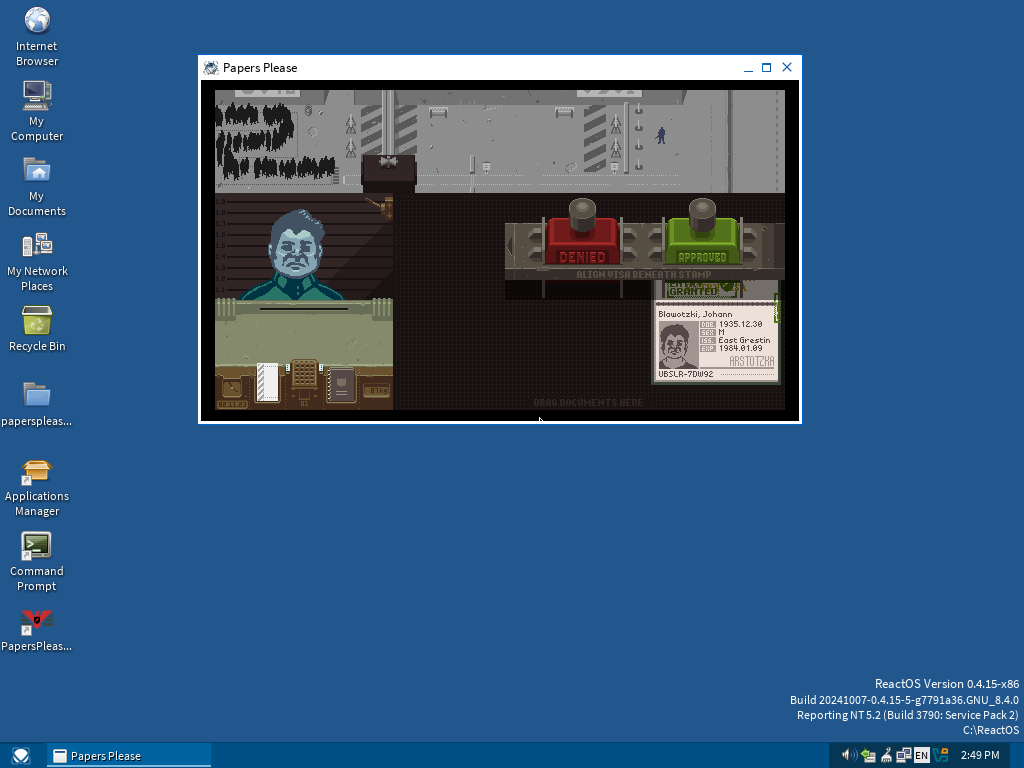 Internet
Browser
My
Computer
My
Documents
My Network
Places
Recycle Bin
paperspleas...
Applications
Manager
Command
Prompt
PapersPleas...
Papers Please
DENIED
APPROVED
ALIGN VISA BENEATH STAMP
GRANTED
Blawotzki, Johann
DOB 1935.12.30
SEX M
ISS. East Grestin
EXP 1984.01.09
ARSTOTZKA
VBSLR-7DW92
DRAG DOCUMENTS HERE
ReactOS Version 0.4.15-x86
Build 20241007-0.4.15-5-g7791a36.GNU_8.4.0
Reporting NT 5.2 (Build 3790: Service Pack 2)
C:\ReactOS
Papers Please
EN
2:49 PM